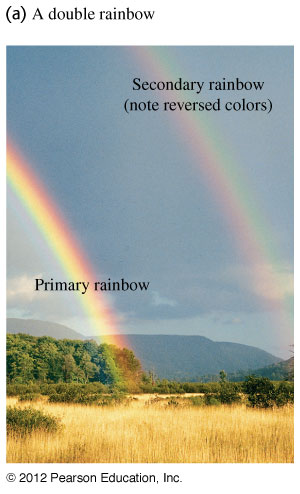 (a) A double rainbow
Secondary rainbow
(note reversed colors)
Primary rainbow
© 2012 Pearson Education, Inc.